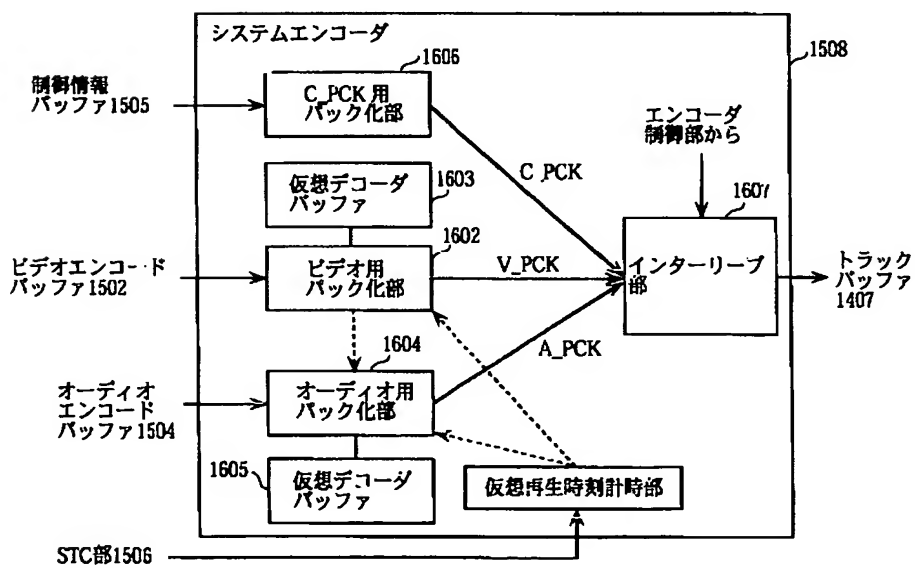 システムエンコーダ
1508
1606
制御情報
バッファ1505
C_PCK用
パック化部
エンコーダ
制御部から
C_PCK
仮想デコーダ
バッファ
1603
1607
1602
ビデオエンコード
バッファ1502
ビデオ用
パック化部
V_PCK
インターリーブ
部
トラック
バッファ
1407
A_PCK
1604
オーディオ
エンコード
バッファ1504
オーディオ用
パック化部
1605
仮想デコーダ
バッファ
仮想再生時刻計時部
STC部1506